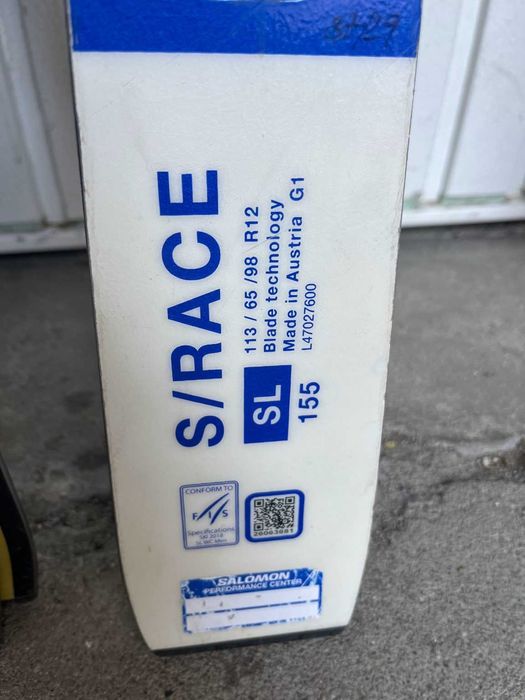 S/RACE
SL
155
113 / 65 /98 R12
Blade technology
Made in Austria G1
L47027600
CONFORM TO
FIS
Specifications
SALOMON
PERFORMANCE CENTER